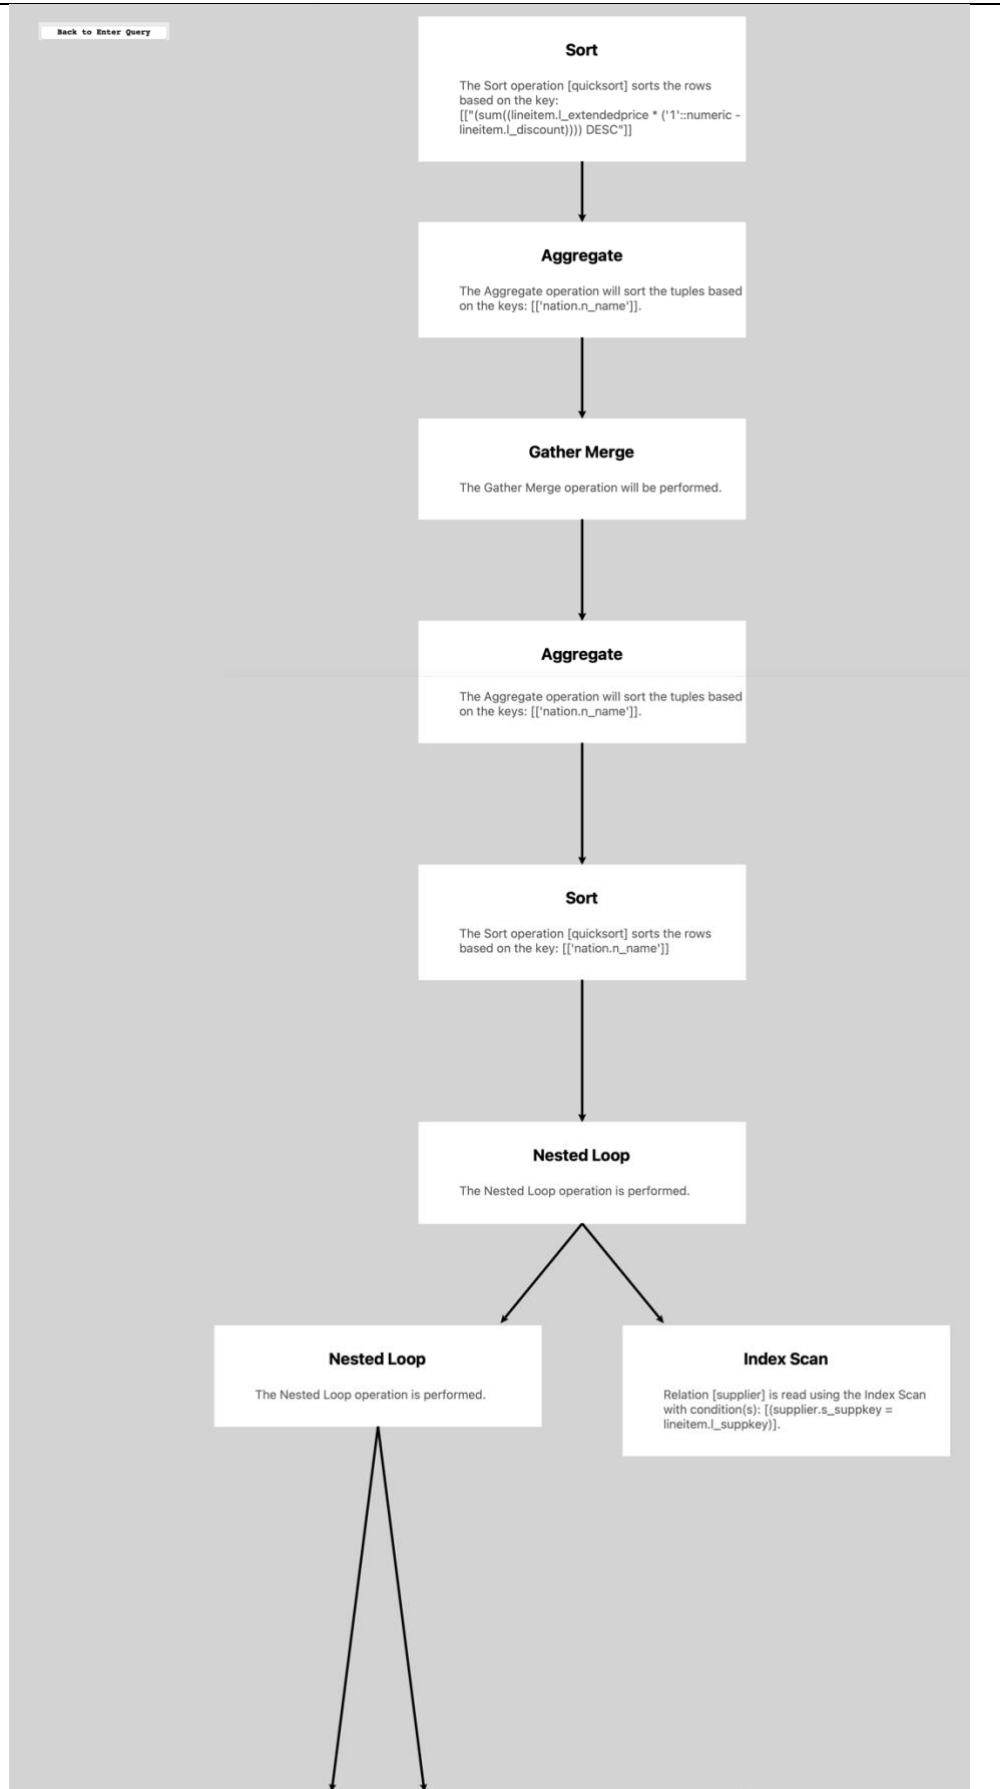 Back to Enter Query
Sort
The Sort operation [quicksort] sorts the rows
based on the key:
[["(sum((lineitem.l_extendedprice * ('1'::numeric -
lineitem.l_discount)))) DESC"]]
Aggregate
The Aggregate operation will sort the tuples based
on the keys: [['nation.n_name']].
Gather Merge
The Gather Merge operation will be performed.
Aggregate
The Aggregate operation will sort the tuples based
on the keys: [['nation.n_name']].
Sort
The Sort operation [quicksort] sorts the rows
based on the key: [['nation.n_name']]
Nested Loop
The Nested Loop operation is performed.
Nested Loop
The Nested Loop operation is performed.
Index Scan
Relation [supplier] is read using the Index Scan
with condition(s): [(supplier.s_suppkey =
lineitem.l_suppkey)].